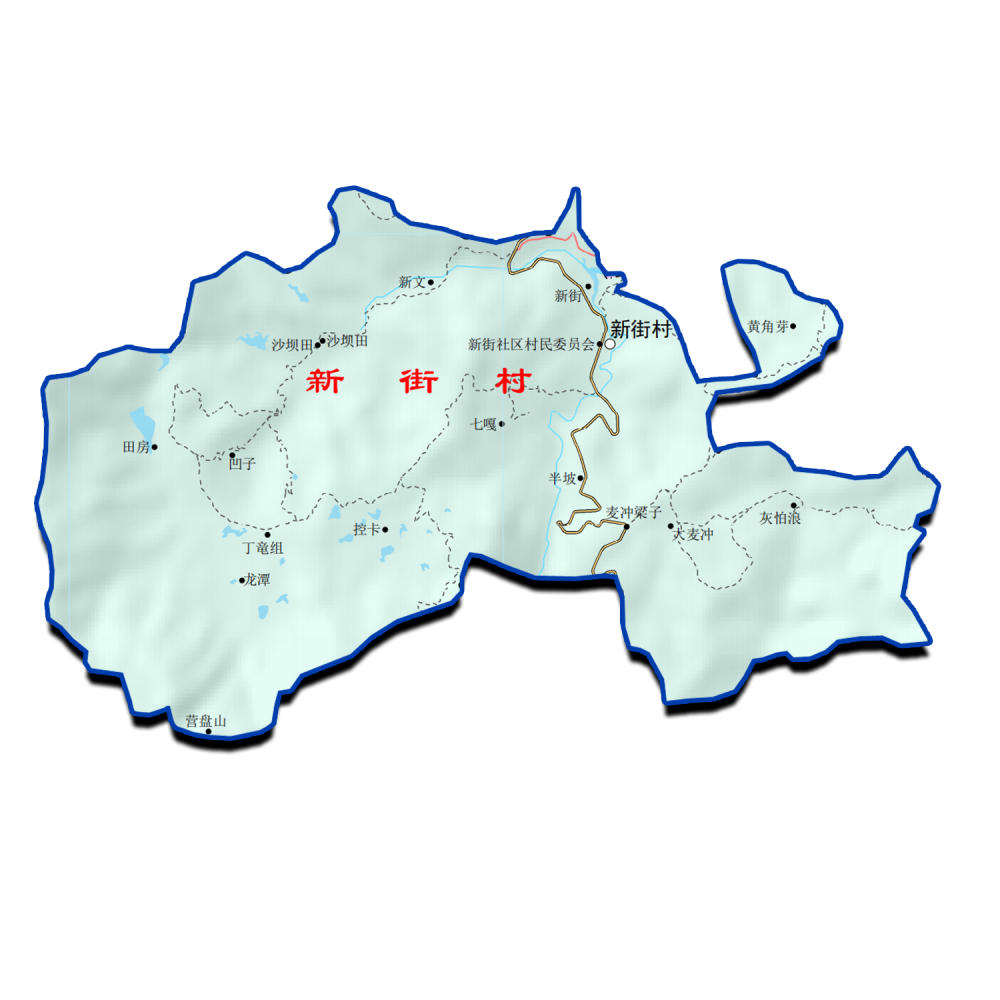 新文
新街
黄角芽
新街村
沙坝田
沙坝田
新街社区村民委员会
新 街 村
七嘎
田房
凹子
半坡
麦冲梁子
灰怕浪
控卡
大麦冲
丁竜组
龙潭
营盘山